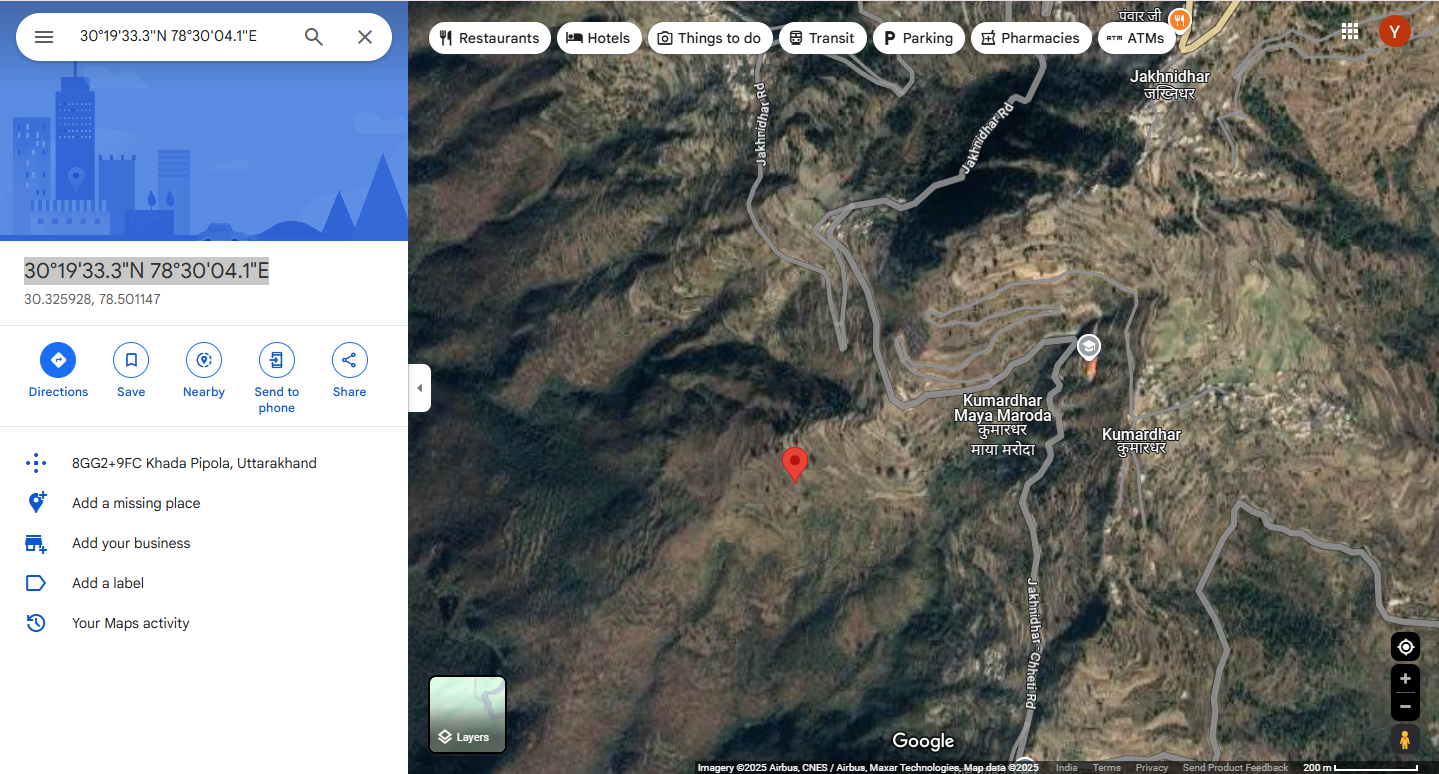 30°19'33.3"N 78°30'04.1"E
30°19'33.3"N 78°30'04.1"E
30.325928, 78.501147
Directions
Save
Nearby
Send to
phone
Share
8GG2+9FC Khada Pipola, Uttarakhand
Add a missing place
Add your business
Add a label
Your Maps activity
Restaurants
Hotels
Things to do
Transit
Parking
Pharmacies
ATM ATMs
Y
पंवार जी
Jakhnidhar
जख्निधर
Jakhnidhar Rd
Jakhnidhar Rd
Kumardhar
Maya Maroda
कुमारधर
माया मरोदा
Kumardhar
कुमारधर
Jakhnidhar - Chheti Rd
Layers
Google
Imagery ©2025 Airbus, CNES / Airbus, Maxar Technologies, Map data ©2025
India
Terms
Privacy
Send Product Feedback
200 m